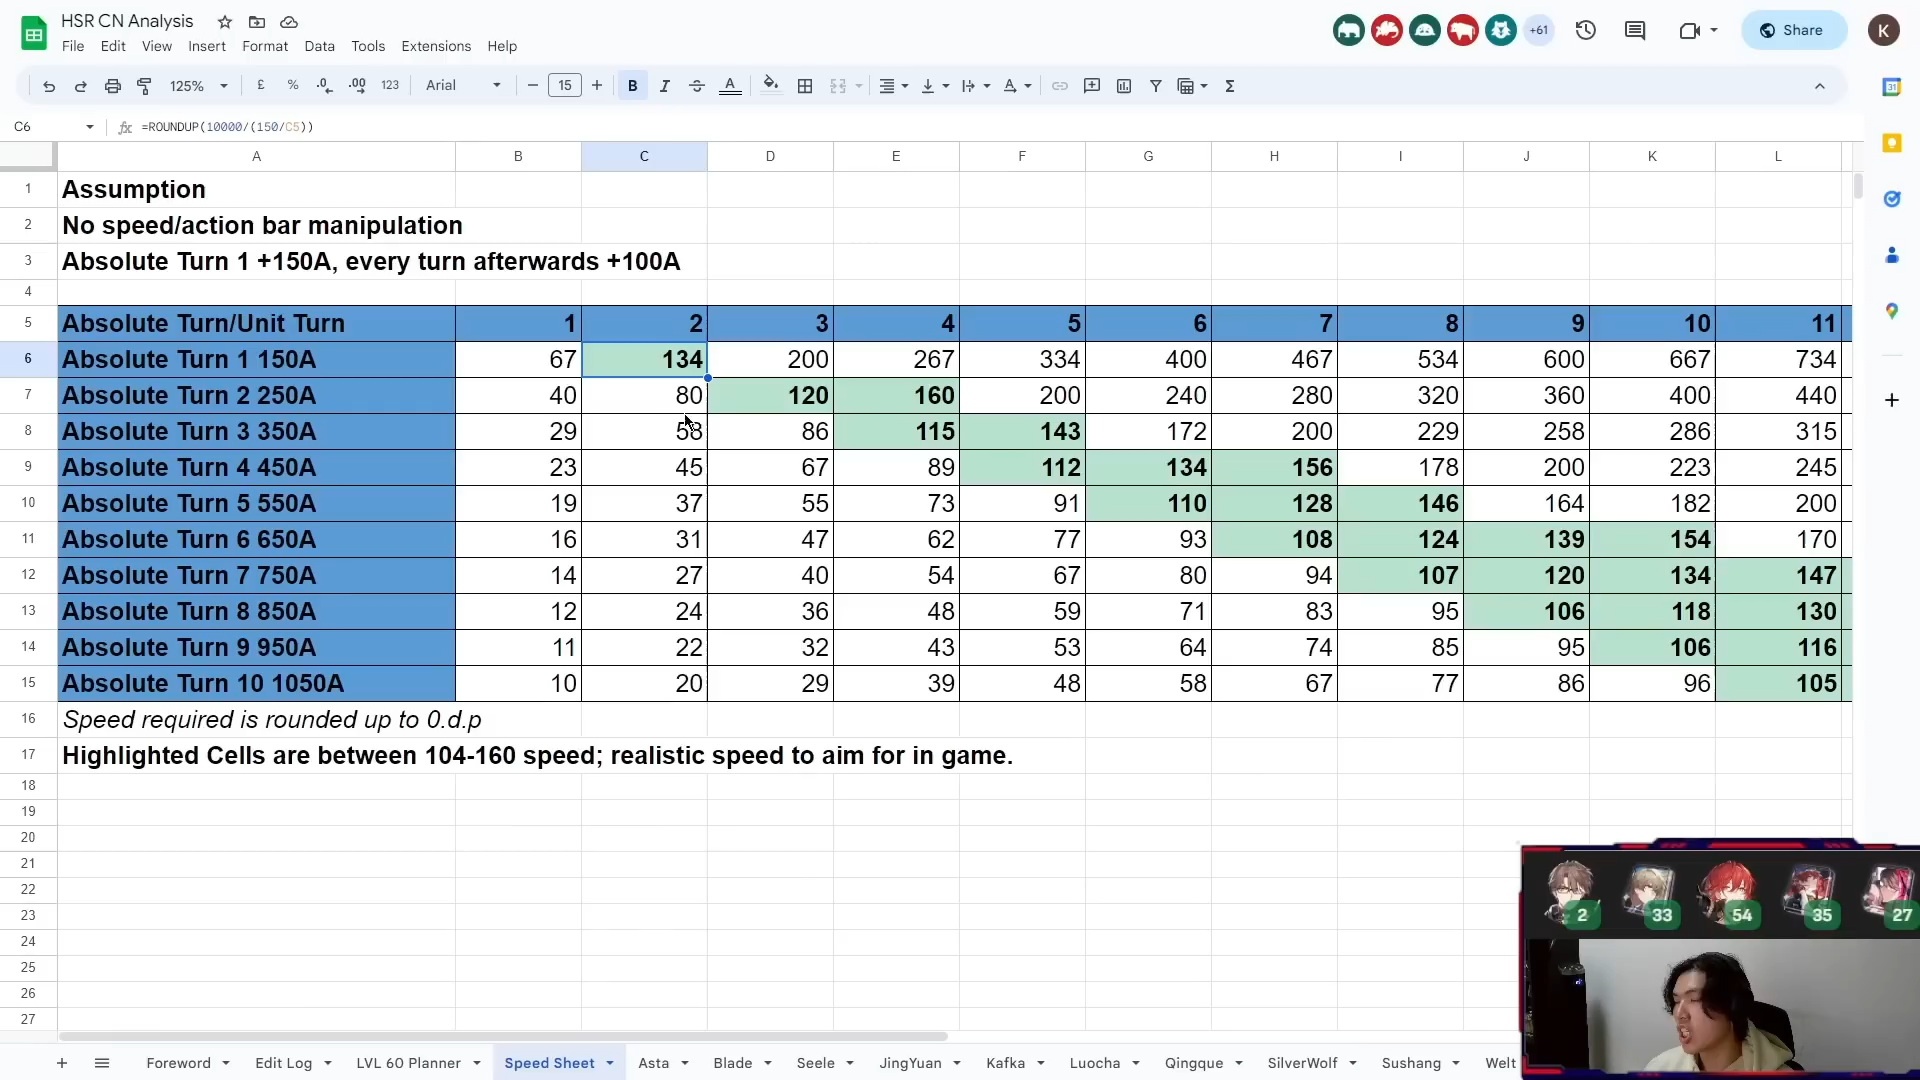 HSR CN Analysis
+61
Share
K
File Edit View Insert Format Data Tools Extensions Help
125% £ % .0 .00 123 Arial 15 B I S A Σ
C6 fx =ROUNDUP(10000/(150/C5))
A B C D E F G H I J K L
1 Assumption
2 No speed/action bar manipulation
3 Absolute Turn 1 +150A, every turn afterwards +100A
4
5 Absolute Turn/Unit Turn 1 2 3 4 5 6 7 8 9 10 11
6 Absolute Turn 1 150A 67 134 200 267 334 400 467 534 600 667 734
7 Absolute Turn 2 250A 40 80 120 160 200 240 280 320 360 400 440
8 Absolute Turn 3 350A 29 58 86 115 143 172 200 229 258 286 315
9 Absolute Turn 4 450A 23 45 67 89 112 134 156 178 200 223 245
10 Absolute Turn 5 550A 19 37 55 73 91 110 128 146 164 182 200
11 Absolute Turn 6 650A 16 31 47 62 77 93 108 124 139 154 170
12 Absolute Turn 7 750A 14 27 40 54 67 80 94 107 120 134 147
13 Absolute Turn 8 850A 12 24 36 48 59 71 83 95 106 118 130
14 Absolute Turn 9 950A 11 22 32 43 53 64 74 85 95 106 116
15 Absolute Turn 10 1050A 10 20 29 39 48 58 67 77 86 96 105
16 Speed required is rounded up to 0.d.p
17 Highlighted Cells are between 104-160 speed; realistic speed to aim for in game.
18
19
20
21
22
23
24
25
26
27
2 33 54 35 27
Foreword Edit Log LVL 60 Planner Speed Sheet Asta Blade Seele JingYuan Kafka Luocha Qingque SilverWolf Sushang Welt
31